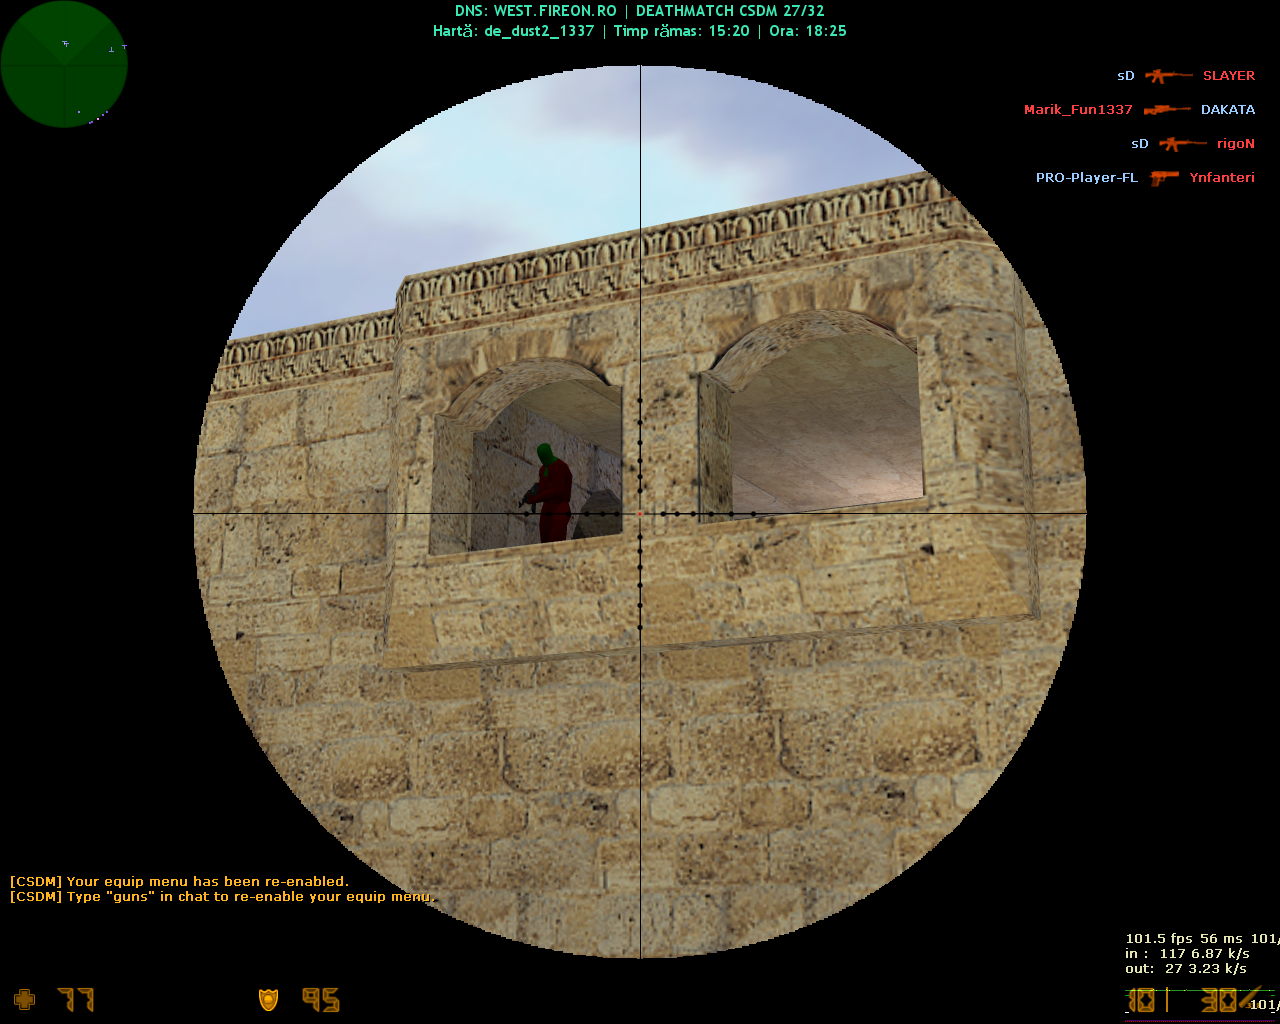 DNS: WEST.FIREON.RO | DEATHMATCH CSDM 27/32
Hartă: de_dust2_1337 | Timp rămas: 15:20 | Ora: 18:25
sD SLAYER
Marik_Fun1337 DAKATA
sD rigoN
PRO-Player-FL Ynfanteri
[CSDM] Your equip menu has been re-enabled.
[CSDM] Type "guns" in chat to re-enable your equip menu.
101.5 fps 56 ms 101/
in : 117 6.87 k/s
out: 27 3.23 k/s
77 95 10 | 30 101/